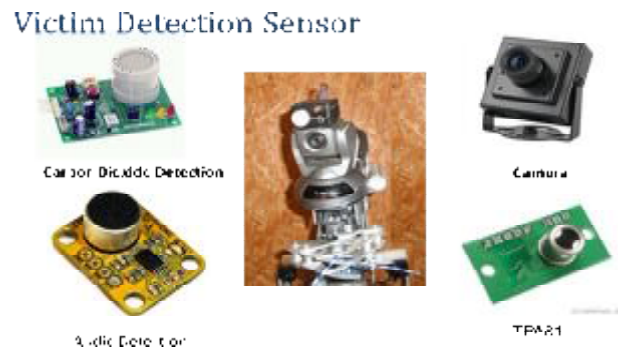 Victim Detection Sensor
Carbon Dioxide Detection
Camera
Audio Detection
TPA81